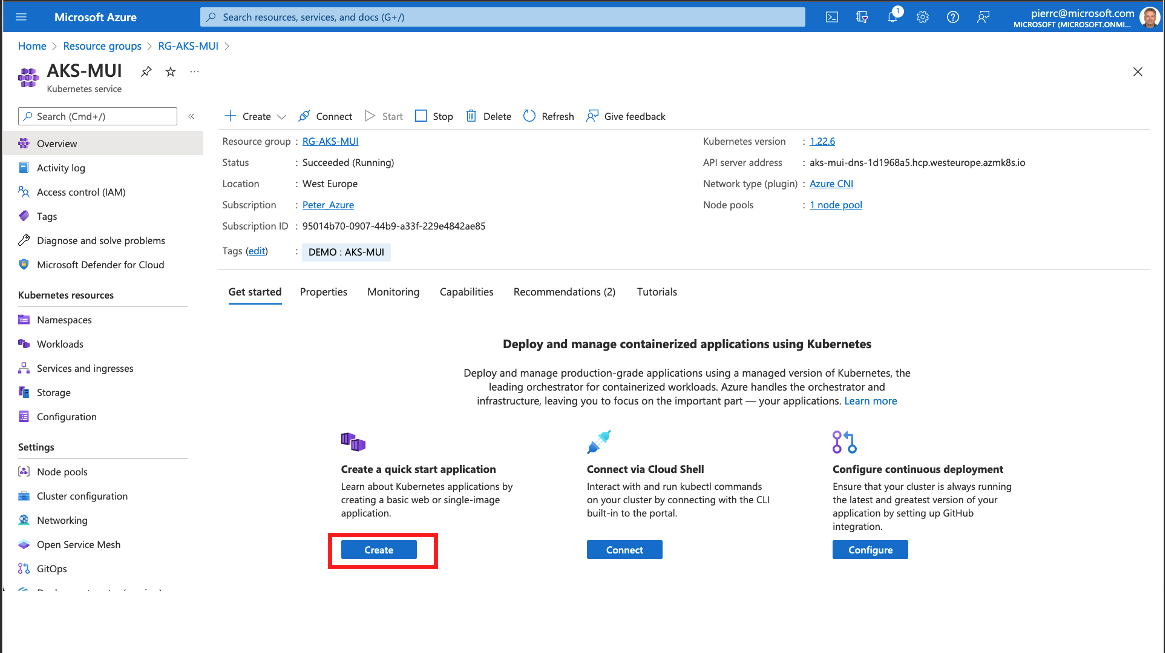 Microsoft Azure
Search resources, services, and docs (G+/)
1
pierrc@microsoft.com
MICROSOFT (MICROSOFT.ONMI...
Home > Resource groups > RG-AKS-MUI >
AKS-MUI
...
Kubernetes service
Search (Cmd+/)
«
Create
Connect
Start
Stop
Delete
Refresh
Give feedback
Overview
Activity log
Access control (IAM)
Tags
Diagnose and solve problems
Microsoft Defender for Cloud
Kubernetes resources
Namespaces
Workloads
Services and ingresses
Storage
Configuration
Settings
Node pools
Cluster configuration
Networking
Open Service Mesh
GitOps
Resource group : RG-AKS-MUI
Status : Succeeded (Running)
Location : West Europe
Subscription : Peter_Azure
Subscription ID : 95014b70-0907-44b9-a33f-229e4842ae85
Tags (edit) : DEMO : AKS-MUI
Kubernetes version : 1.22.6
API server address : aks-mui-dns-1d1968a5.hcp.westeurope.azmk8s.io
Network type (plugin) : Azure CNI
Node pools : 1 node pool
Get started
Properties
Monitoring
Capabilities
Recommendations (2)
Tutorials
Deploy and manage containerized applications using Kubernetes
Deploy and manage production-grade applications using a managed version of Kubernetes, the
leading orchestrator for containerized workloads. Azure handles the orchestrator and
infrastructure, leaving you to focus on the important part — your applications. Learn more
Create a quick start application
Learn about Kubernetes applications by
creating a basic web or single-image
application.
Create
Connect via Cloud Shell
Interact with and run kubectl commands
on your cluster by connecting with the CLI
built-in to the portal.
Connect
Configure continuous deployment
Ensure that your cluster is always running
the latest and greatest version of your
application by setting up GitHub
integration.
Configure